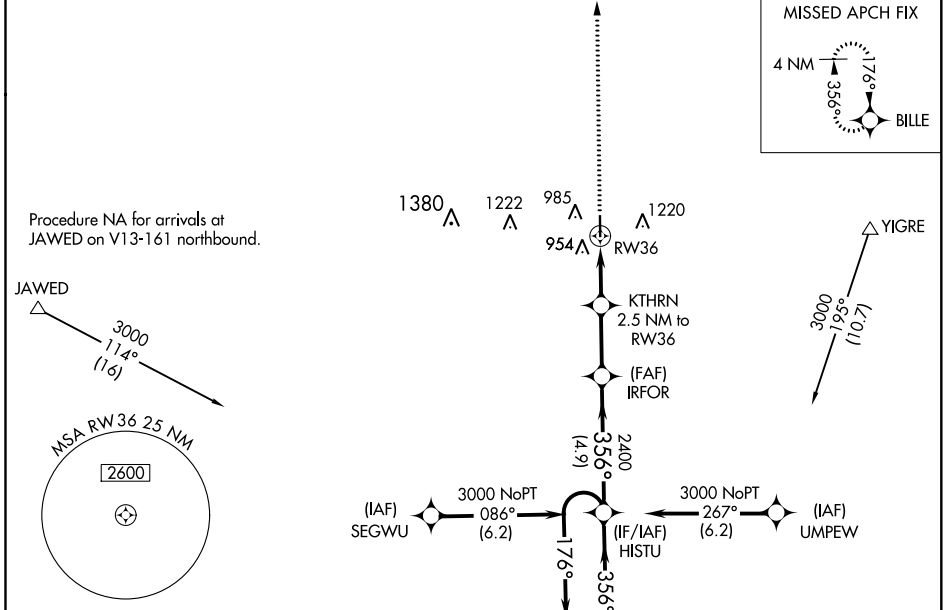 MISSED APCH FIX
4 NM
176°
356°
BILLE
1380
1222
985
1220
954
RW36
Procedure NA for arrivals at
JAWED on V13-161 northbound.
YIGRE
3000
195°
(10.7)
JAWED
3000
114°
(16)
KTHRN
2.5 NM to
RW36
(FAF)
IRFOR
MSA RW36 25 NM
2600
2400
356°
(4.9)
(IAF)
SEGWU
3000 NoPT
086°
(6.2)
(IF/IAF)
HISTU
3000 NoPT
267°
(6.2)
(IAF)
UMPEW
176°
356°